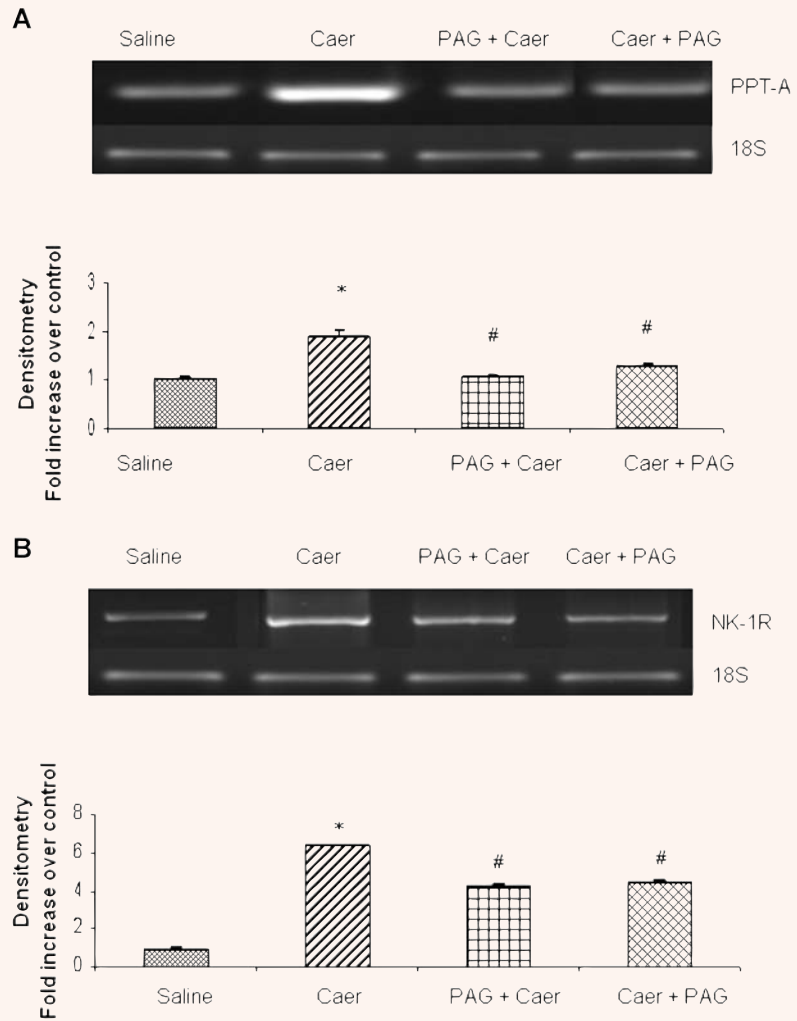 A
Saline Caer PAG + Caer Caer + PAG
PPT-A
18S
Densitometry
Fold increase over control
3
*
2
#
#
1
0
Saline Caer PAG + Caer Caer + PAG
B
Saline Caer PAG + Caer Caer + PAG
NK-1R
18S
Densitometry
Fold increase over control
8
*
6
#
#
4
2
0
Saline Caer PAG + Caer Caer + PAG